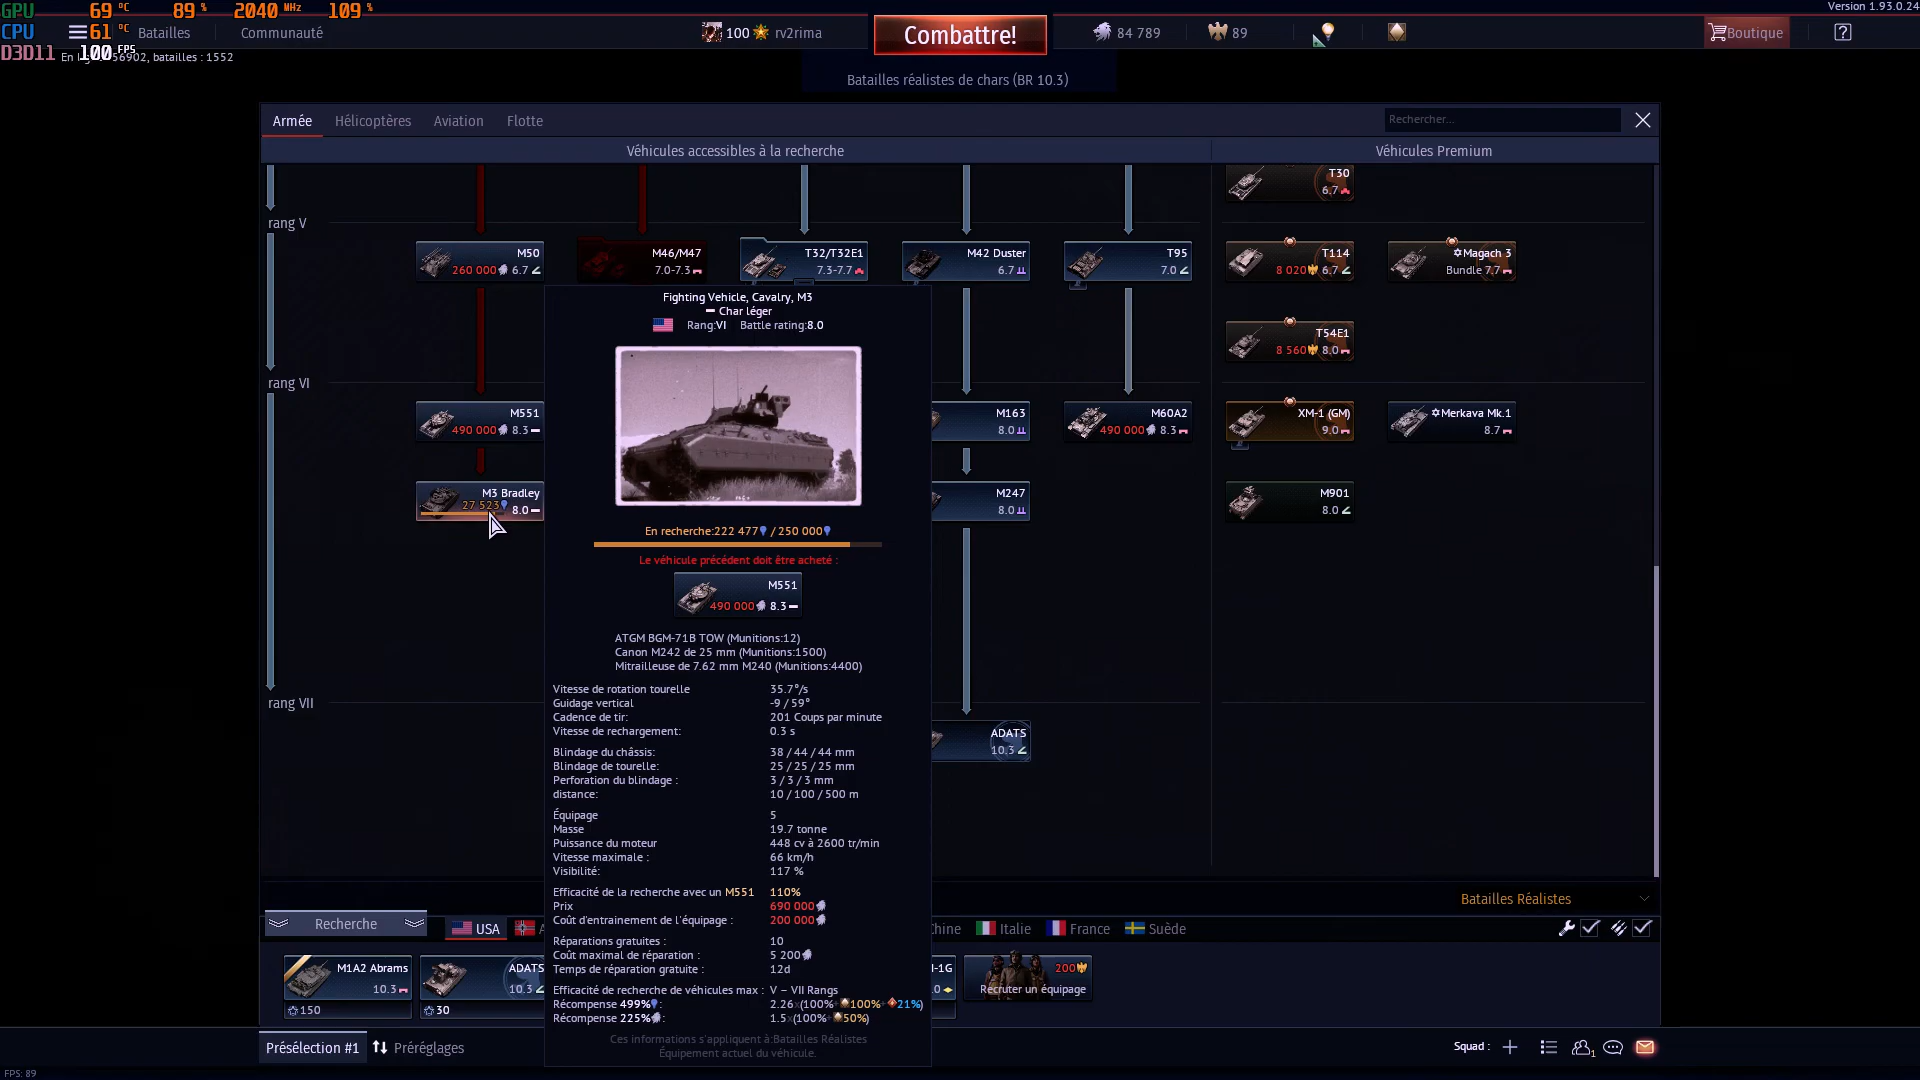 GPU 69 °C 89 % 2040 MHz 109 %
CPU 61 °C
D3D11 100 FPS
Version 1.93.0.24
Batailles
Communauté
100 rv2rima
Combattre!
84 789
89
Boutique
?
56902, batailles : 1552
Batailles réalistes de chars (BR 10.3)
Armée
Hélicoptères
Aviation
Flotte
Rechercher...
Véhicules accessibles à la recherche
Véhicules Premium
T30
6.7
rang V
M50
260 000 6.7
M46/M47
7.0-7.3
T32/T32E1
7.3-7.7
M42 Duster
6.7
T95
7.0
T114
8 020 6.7
Magach 3
Bundle 7.7
T54E1
8 560 8.0
rang VI
M551
490 000 8.3
M163
8.0
M60A2
490 000 8.3
XM-1 (GM)
9.0
Merkava Mk.1
8.7
M3 Bradley
27 523 8.0
M247
8.0
M901
8.0
rang VII
ADATS
10.3
Fighting Vehicle, Cavalry, M3
Char léger
Rang:VI Battle rating:8.0
En recherche:222 477 / 250 000
Le véhicule précédent doit être acheté :
M551
490 000 8.3
ATGM BGM-71B TOW (Munitions:12)
Canon M242 de 25 mm (Munitions:1500)
Mitrailleuse de 7.62 mm M240 (Munitions:4400)
Vitesse de rotation tourelle 35.7°/s
Guidage vertical -9 / 59°
Cadence de tir: 201 Coups par minute
Vitesse de rechargement: 0.3 s
Blindage du châssis: 38 / 44 / 44 mm
Blindage de tourelle: 25 / 25 / 25 mm
Perforation du blindage : 3 / 3 / 3 mm
distance: 10 / 100 / 500 m
Équipage 5
Masse 19.7 tonne
Puissance du moteur 448 cv à 2600 tr/min
Vitesse maximale : 66 km/h
Visibilité: 117 %
Efficacité de la recherche avec un M551 110%
Prix 690 000
Coût d'entrainement de l'équipage : 200 000
Réparations gratuites : 10
Coût maximal de réparation : 5 200
Temps de réparation gratuite : 12d
Efficacité de recherche de véhicules max : V – VII Rangs
Récompense 499%: 2.26x(100%+100%+21%)
Récompense 225%: 1.5x(100%+50%)
Ces informations s'appliquent à:Batailles Réalistes
Équipement actuel du véhicule.
Batailles Réalistes
Recherche
USA
Italie
France
Suède
M1A2 Abrams
10.3
150
ADATS
10.3
30
200
Recruter un équipage
Présélection #1
Préréglages
Squad :
1
FPS: 89